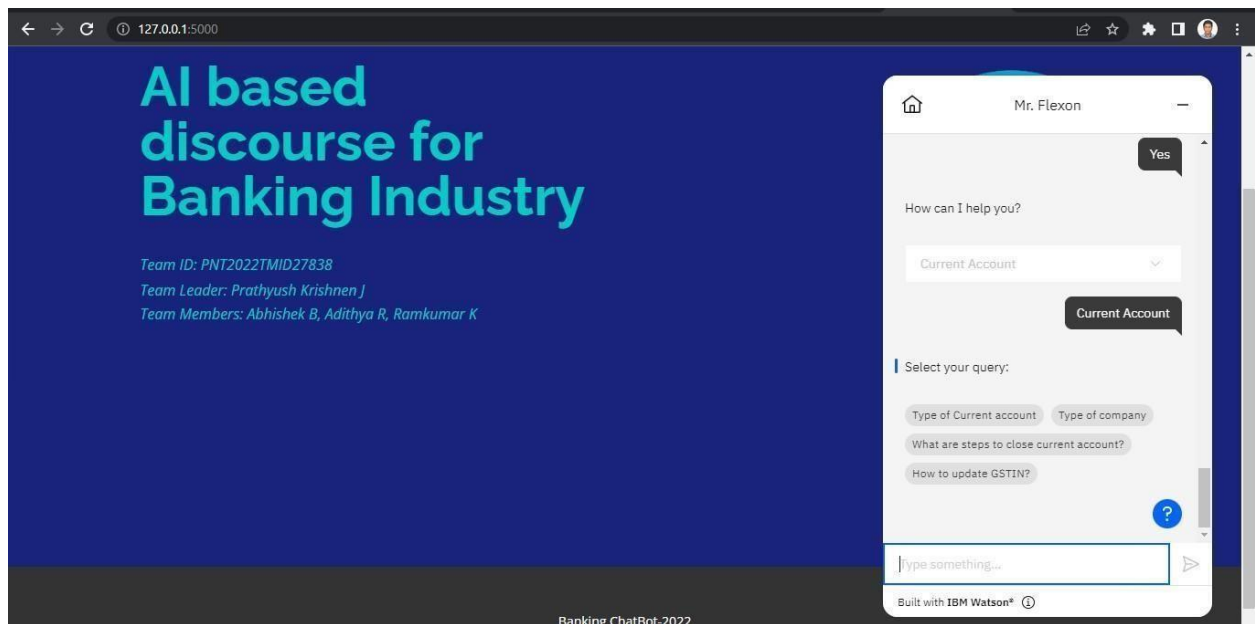 127.0.0.1:5000
AI based
discourse for
Banking Industry
Team ID: PNT2022TMID27838
Team Leader: Prathyush Krishnen J
Team Members: Abhishek B, Adithya R, Ramkumar K
Mr. Flexon
Yes
How can I help you?
Current Account
Current Account
Select your query:
Type of Current account Type of company
What are steps to close current account?
How to update GSTIN?
?
Type something...
Built with IBM Watson®
Banking ChatBot-2022